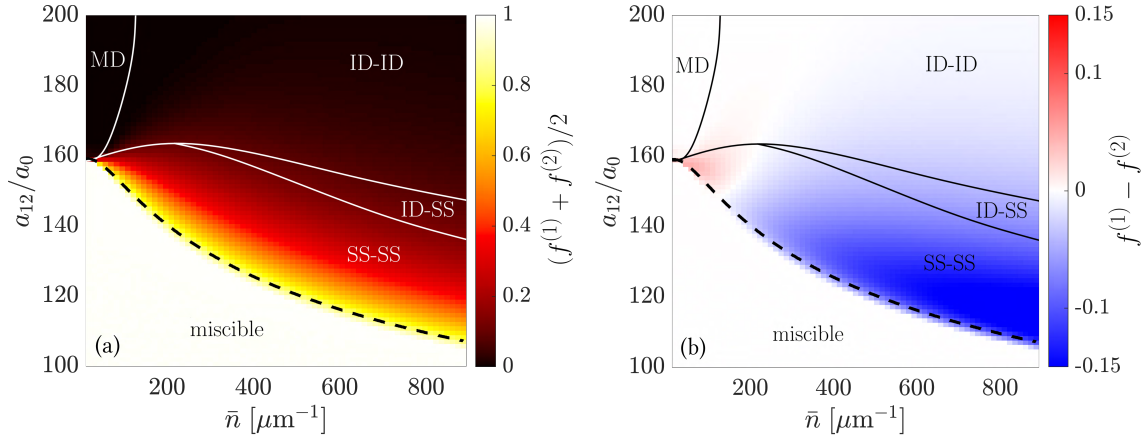 200
180
160
140
120
100
a₁₂/a₀
MD
ID-ID
ID-SS
SS-SS
miscible
(a)
200
400
600
800
n̄ [μm⁻¹]
1
0.8
0.6
0.4
0.2
0
(f⁽¹⁾ + f⁽²⁾)/2
200
180
160
140
120
100
a₁₂/a₀
MD
ID-ID
ID-SS
SS-SS
miscible
(b)
200
400
600
800
n̄ [μm⁻¹]
0.15
0.1
0
-0.1
-0.15
f⁽¹⁾ − f⁽²⁾